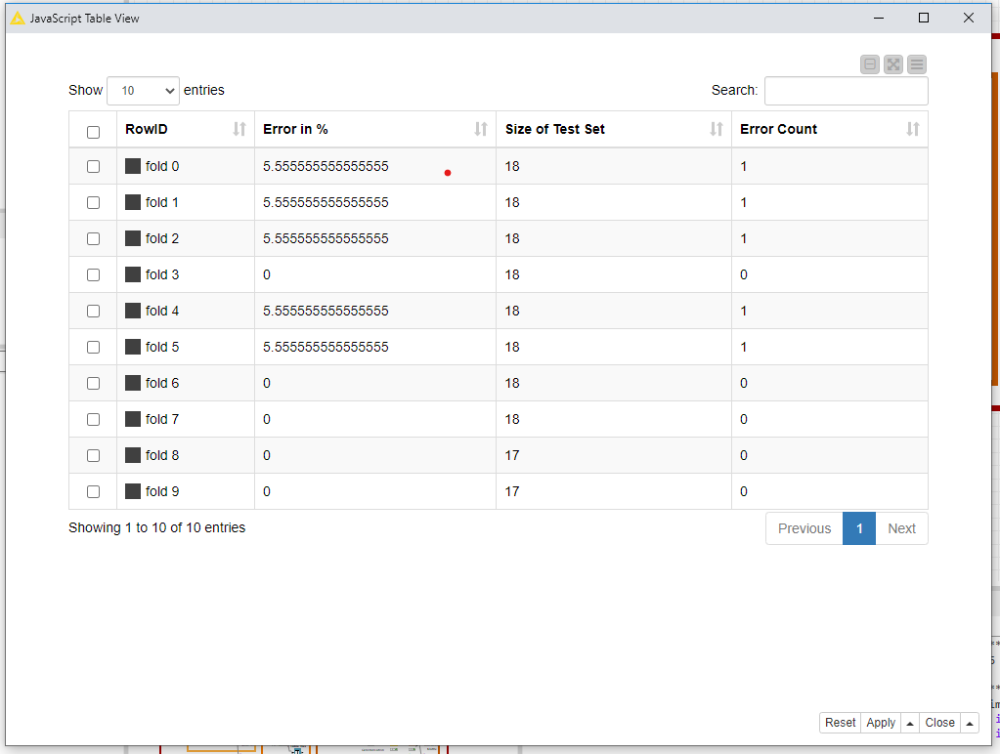 JavaScript Table View
Show 10 entries
Search:
RowID Error in % Size of Test Set Error Count
fold 0 5.555555555555555 18 1
fold 1 5.555555555555555 18 1
fold 2 5.555555555555555 18 1
fold 3 0 18 0
fold 4 5.555555555555555 18 1
fold 5 5.555555555555555 18 1
fold 6 0 18 0
fold 7 0 18 0
fold 8 0 17 0
fold 9 0 17 0
Showing 1 to 10 of 10 entries
Previous 1 Next
Reset Apply Close